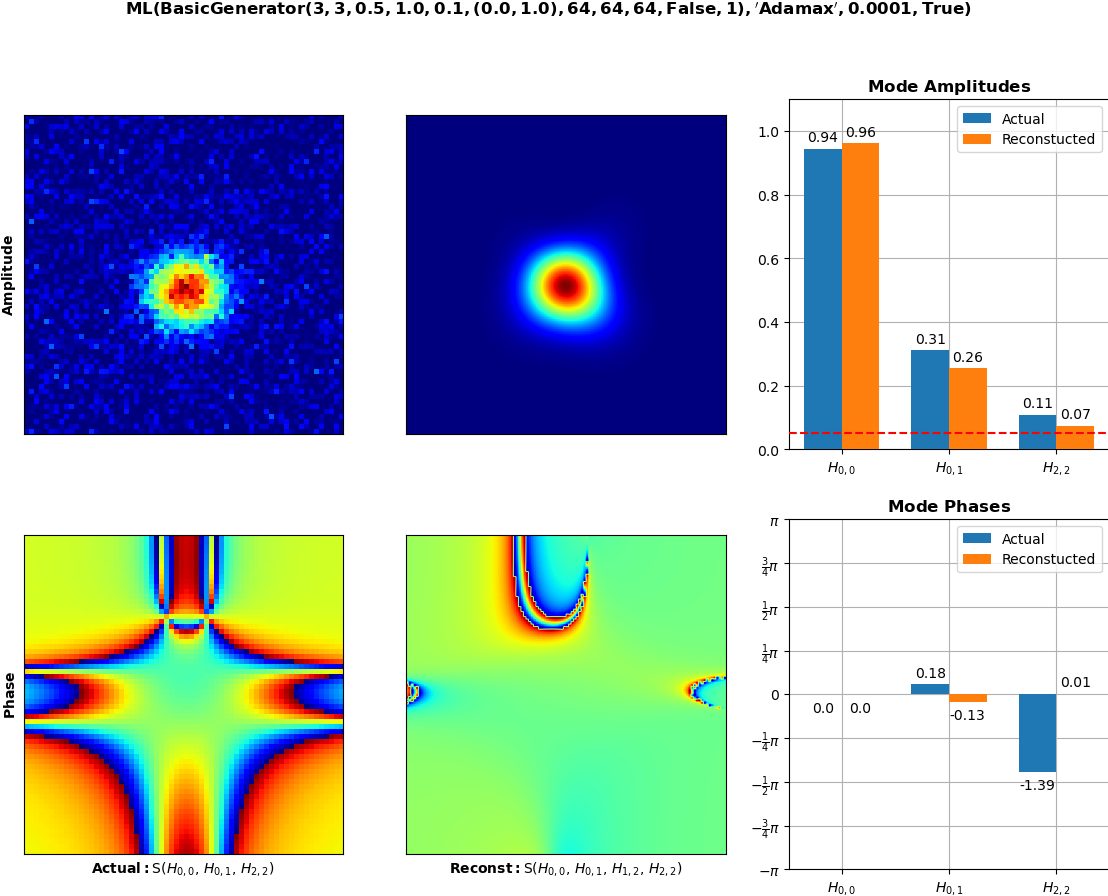 ML(BasicGenerator(3, 3, 0.5, 1.0, 0.1, (0.0, 1.0), 64, 64, 64, False, 1), ′Adamax′, 0.0001, True)
Amplitude
Mode Amplitudes
Actual
Reconstucted
1.0
0.8
0.6
0.4
0.2
0.0
0.94
0.96
0.31
0.26
0.11
0.07
H₀,₀
H₀,₁
H₂,₂
Phase
Actual: S(H₀,₀, H₀,₁, H₂,₂)
Reconst: S(H₀,₀, H₀,₁, H₁,₂, H₂,₂)
Mode Phases
Actual
Reconstucted
π
3/4π
1/2π
1/4π
0
−1/4π
−1/2π
−3/4π
−π
0.0
0.0
0.18
-0.13
-1.39
0.01
H₀,₀
H₀,₁
H₂,₂